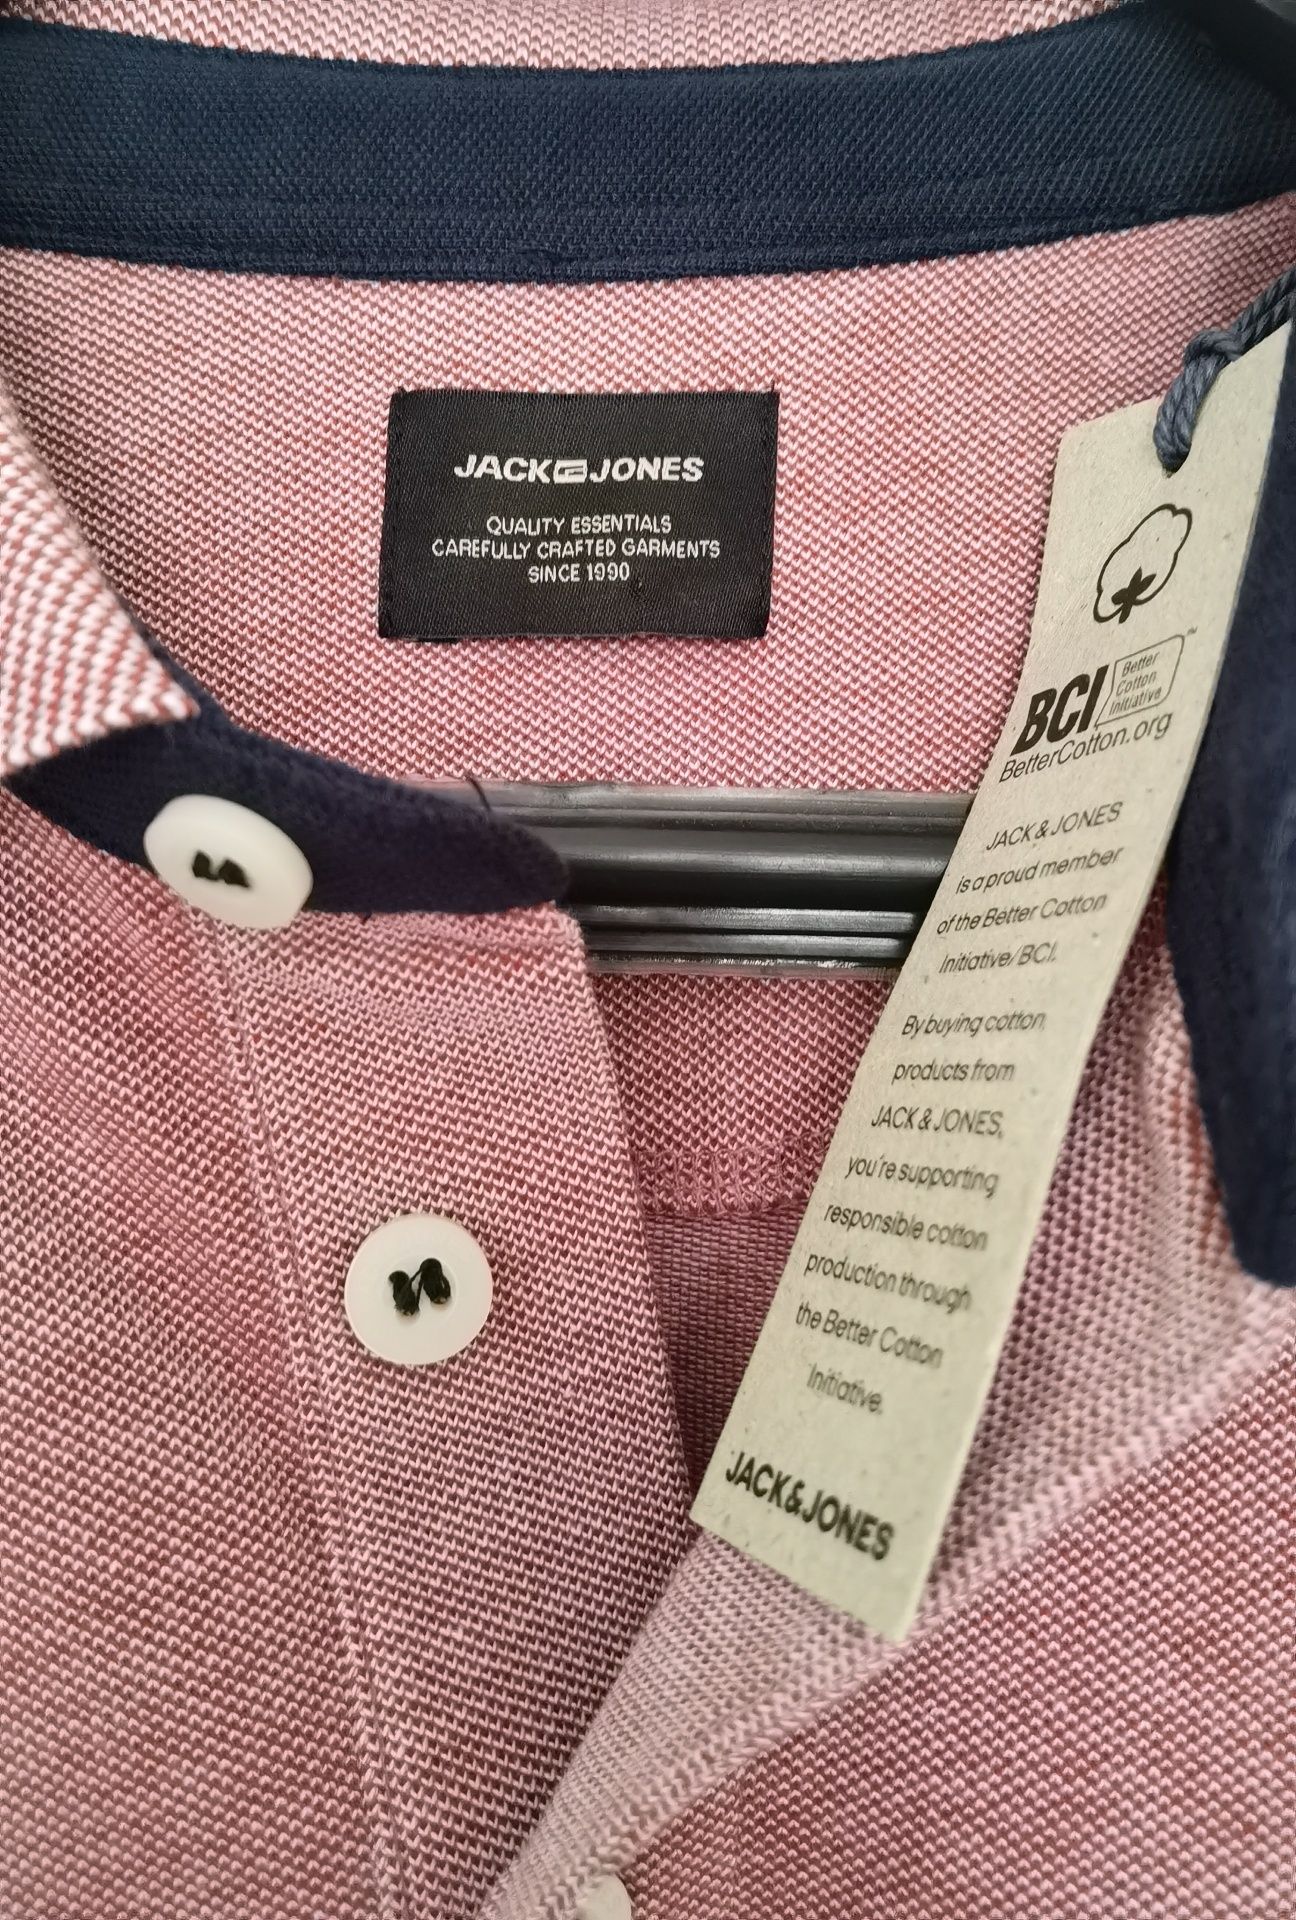 JACK & JONES
QUALITY ESSENTIALS
CAREFULLY CRAFTED GARMENTS
SINCE 1990
BCI Better
Cotton
Initiative™
BetterCotton.org
JACK & JONES
is a proud member
of the Better Cotton
Initiative/BCI.
By buying cotton
products from
JACK & JONES,
you're supporting
responsible cotton
production through
the Better Cotton
Initiative.
JACK&JONES